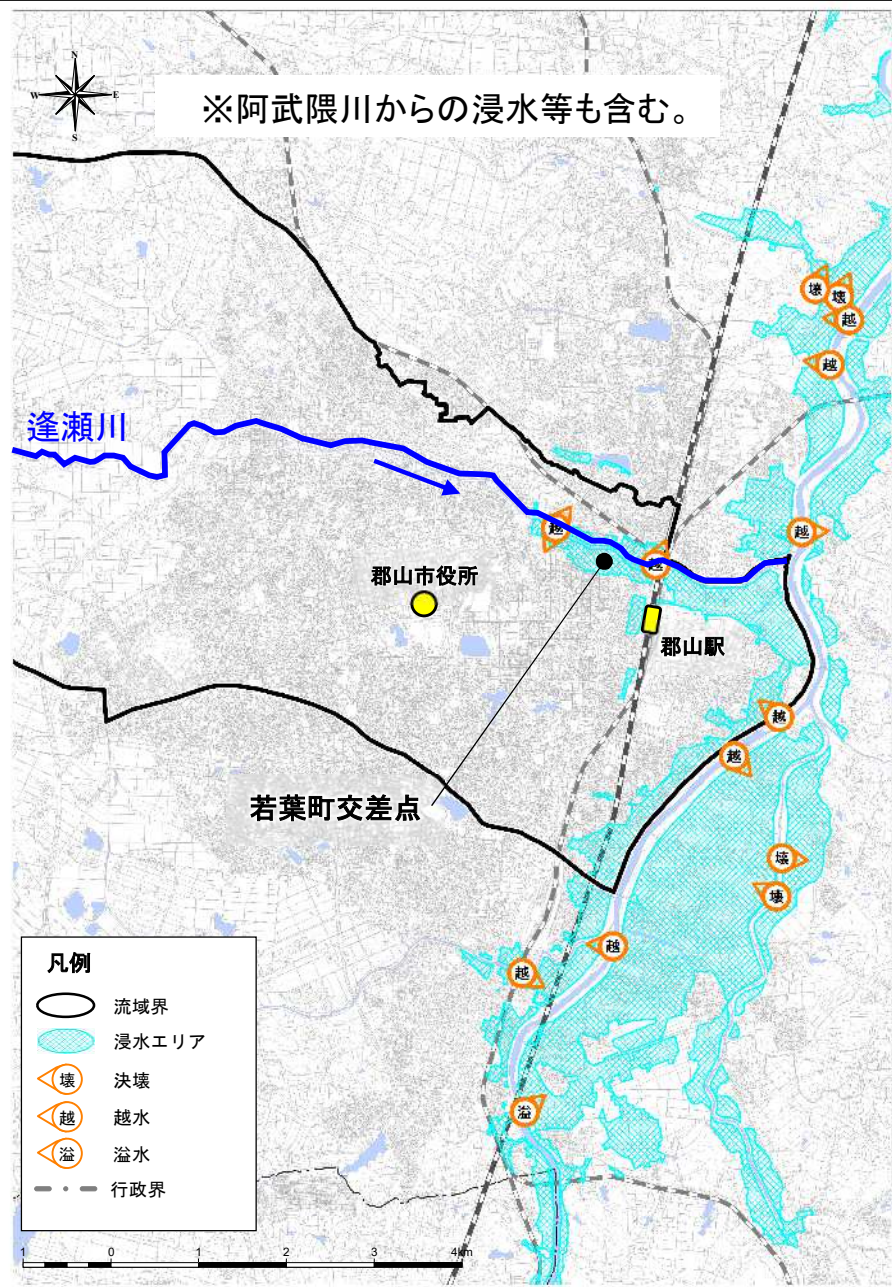 N
W E
S
※阿武隈川からの浸水等も含む。
壊
壊
越
越
逢瀬川
越
越
越
郡山市役所
郡山駅
越
越
若葉町交差点
壊
壊
越
越
溢
凡例
流域界
浸水エリア
壊 決壊
越 越水
溢 溢水
行政界
1 0 1 2 3 4km